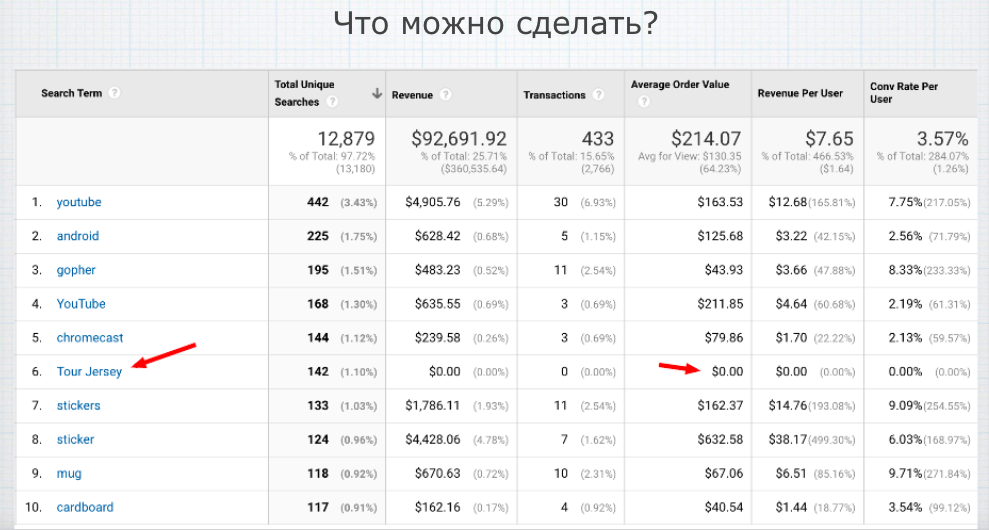 Что можно сделать?
Search Term ? Total Unique Searches ? Revenue ? Transactions ? Average Order Value ? Revenue Per User Conv Rate Per User
12,879 $92,691.92 433 $214.07 $7.65 3.57%
% of Total: 97.72% % of Total: 25.71% % of Total: 15.65% Avg for View: $130.35 % of Total: 466.53% % of Total: 284.07%
(13,180) ($360,535.64) (2,766) (64.23%) ($1.64) (1.26%)
1. youtube 442 (3.43%) $4,905.76 (5.29%) 30 (6.93%) $163.53 $12.68(165.81%) 7.75%(217.05%)
2. android 225 (1.75%) $628.42 (0.68%) 5 (1.15%) $125.68 $3.22 (42.15%) 2.56% (71.79%)
3. gopher 195 (1.51%) $483.23 (0.52%) 11 (2.54%) $43.93 $3.66 (47.88%) 8.33%(233.33%)
4. YouTube 168 (1.30%) $635.55 (0.69%) 3 (0.69%) $211.85 $4.64 (60.68%) 2.19% (61.31%)
5. chromecast 144 (1.12%) $239.58 (0.26%) 3 (0.69%) $79.86 $1.70 (22.22%) 2.13% (59.57%)
6. Tour Jersey 142 (1.10%) $0.00 (0.00%) 0 (0.00%) $0.00 $0.00 (0.00%) 0.00% (0.00%)
7. stickers 133 (1.03%) $1,786.11 (1.93%) 11 (2.54%) $162.37 $14.76(193.08%) 9.09%(254.55%)
8. sticker 124 (0.96%) $4,428.06 (4.78%) 7 (1.62%) $632.58 $38.17(499.30%) 6.03%(168.97%)
9. mug 118 (0.92%) $670.63 (0.72%) 10 (2.31%) $67.06 $6.51 (85.16%) 9.71%(271.84%)
10. cardboard 117 (0.91%) $162.16 (0.17%) 4 (0.92%) $40.54 $1.44 (18.77%) 3.54% (99.12%)